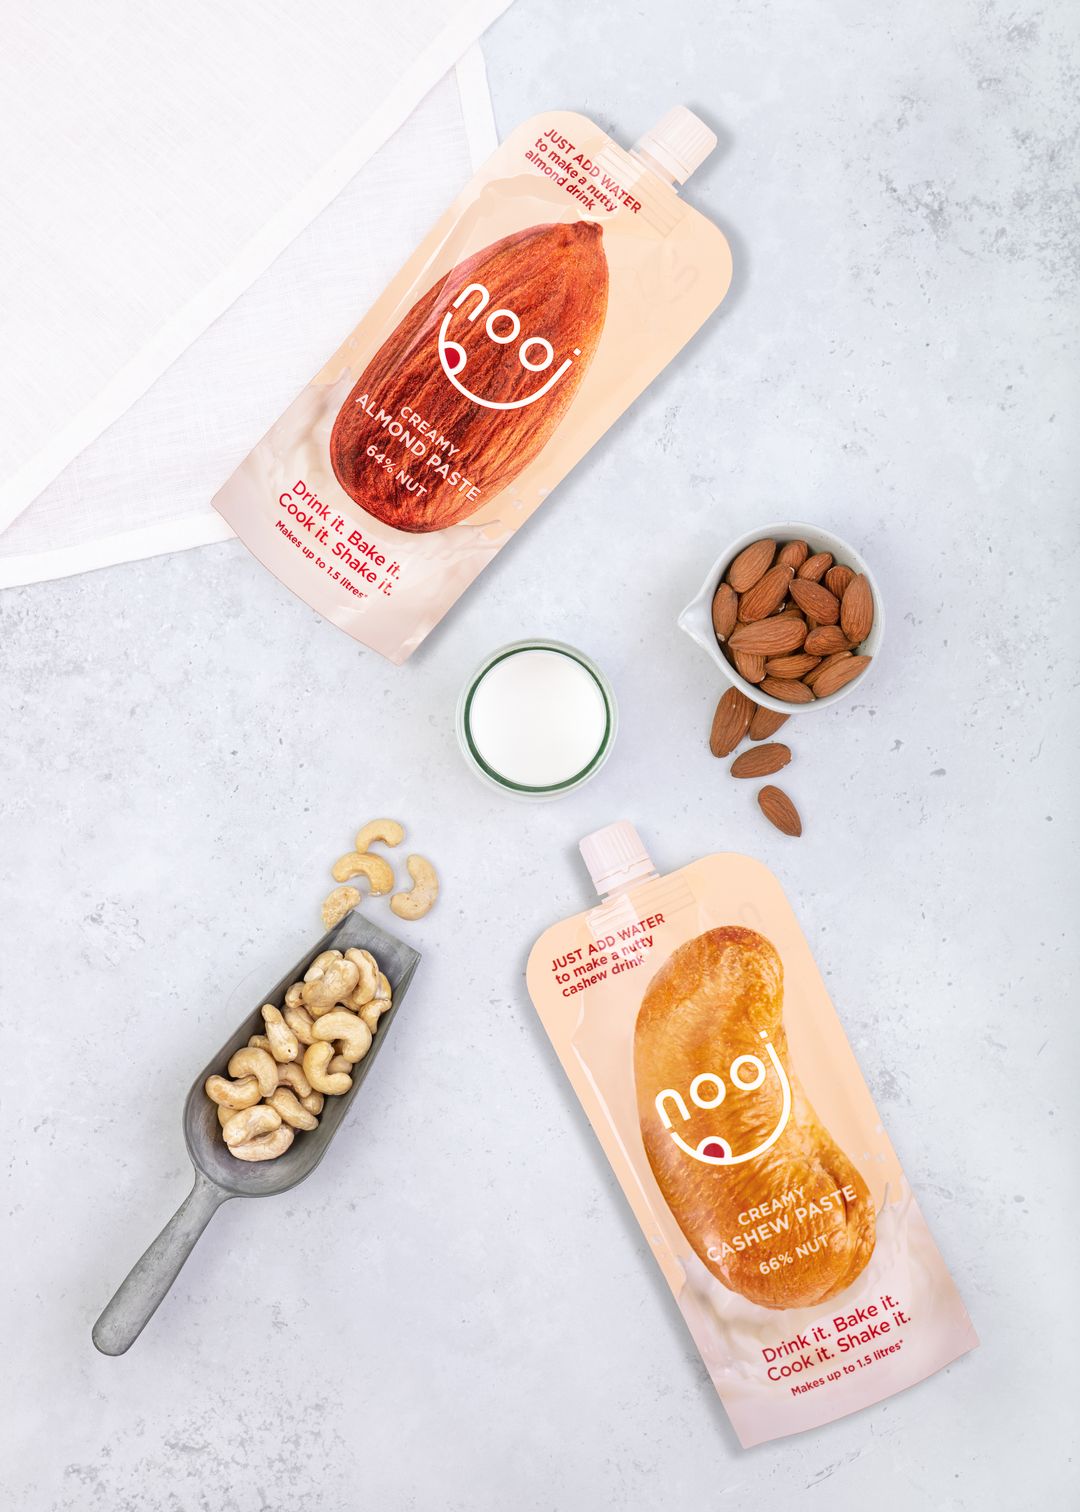 JUST ADD WATER
to make a nutty
almond drink
nooj
CREAMY
ALMOND PASTE
64% NUT
Drink it. Bake it.
Cook it. Shake it.
Makes up to 1.5 litres*
JUST ADD WATER
to make a nutty
cashew drink
nooj
CREAMY
CASHEW PASTE
66% NUT
Drink it. Bake it.
Cook it. Shake it.
Makes up to 1.5 litres*